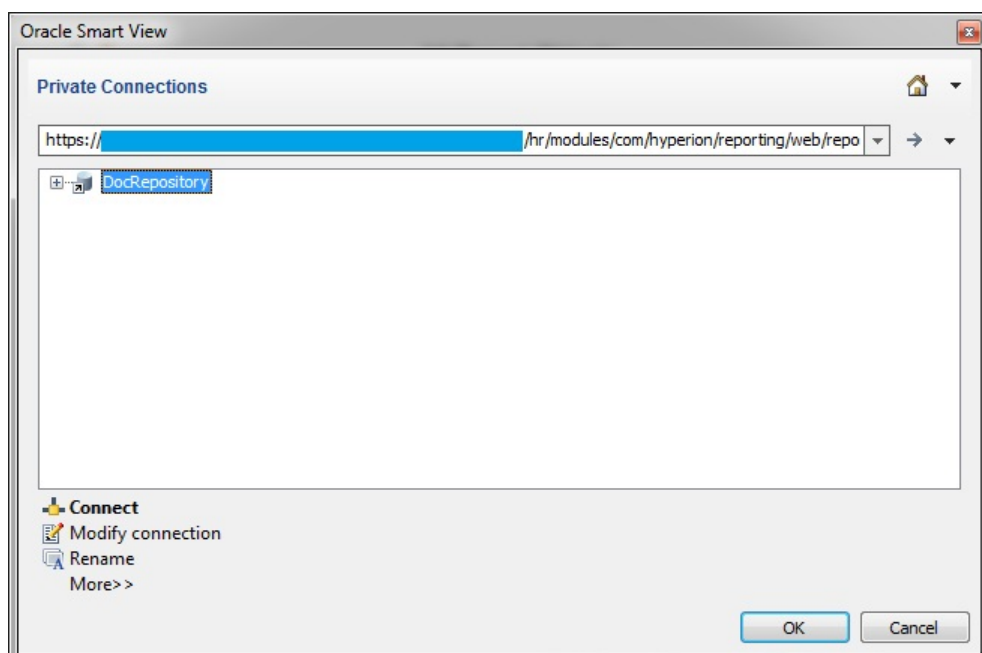 Oracle Smart View
Private Connections
https:// /hr/modules/com/hyperion/reporting/web/repo
DocRepository
Connect
Modify connection
Rename
More>>
OK Cancel